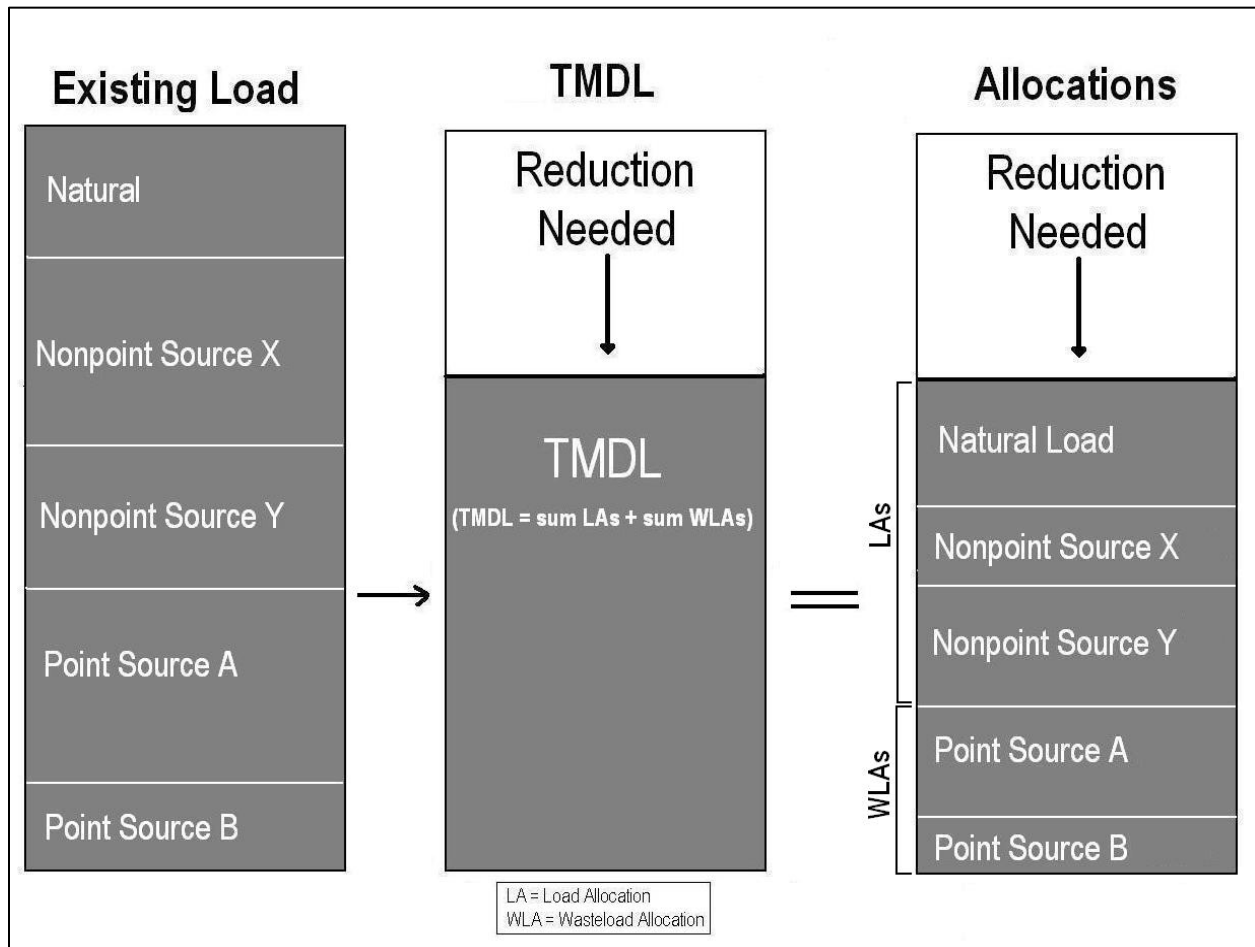 Existing Load
Natural
Nonpoint Source X
Nonpoint Source Y
Point Source A
Point Source B
TMDL
Reduction
Needed
TMDL
(TMDL = sum LAs + sum WLAs)
Allocations
Reduction
Needed
LAs
Natural Load
Nonpoint Source X
Nonpoint Source Y
WLAs
Point Source A
Point Source B
LA = Load Allocation
WLA = Wasteload Allocation